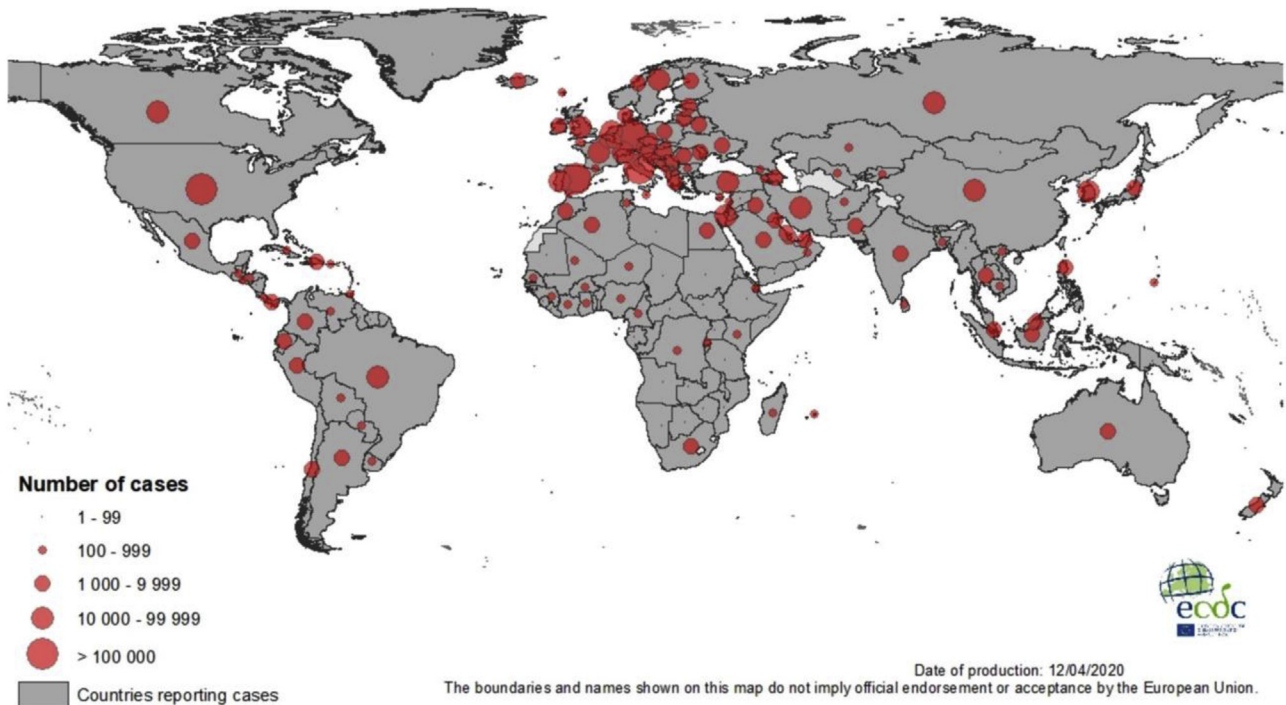 Number of cases
1 - 99
100 - 999
1 000 - 9 999
10 000 - 99 999
> 100 000
Countries reporting cases
ecdc
Date of production: 12/04/2020
The boundaries and names shown on this map do not imply official endorsement or acceptance by the European Union.